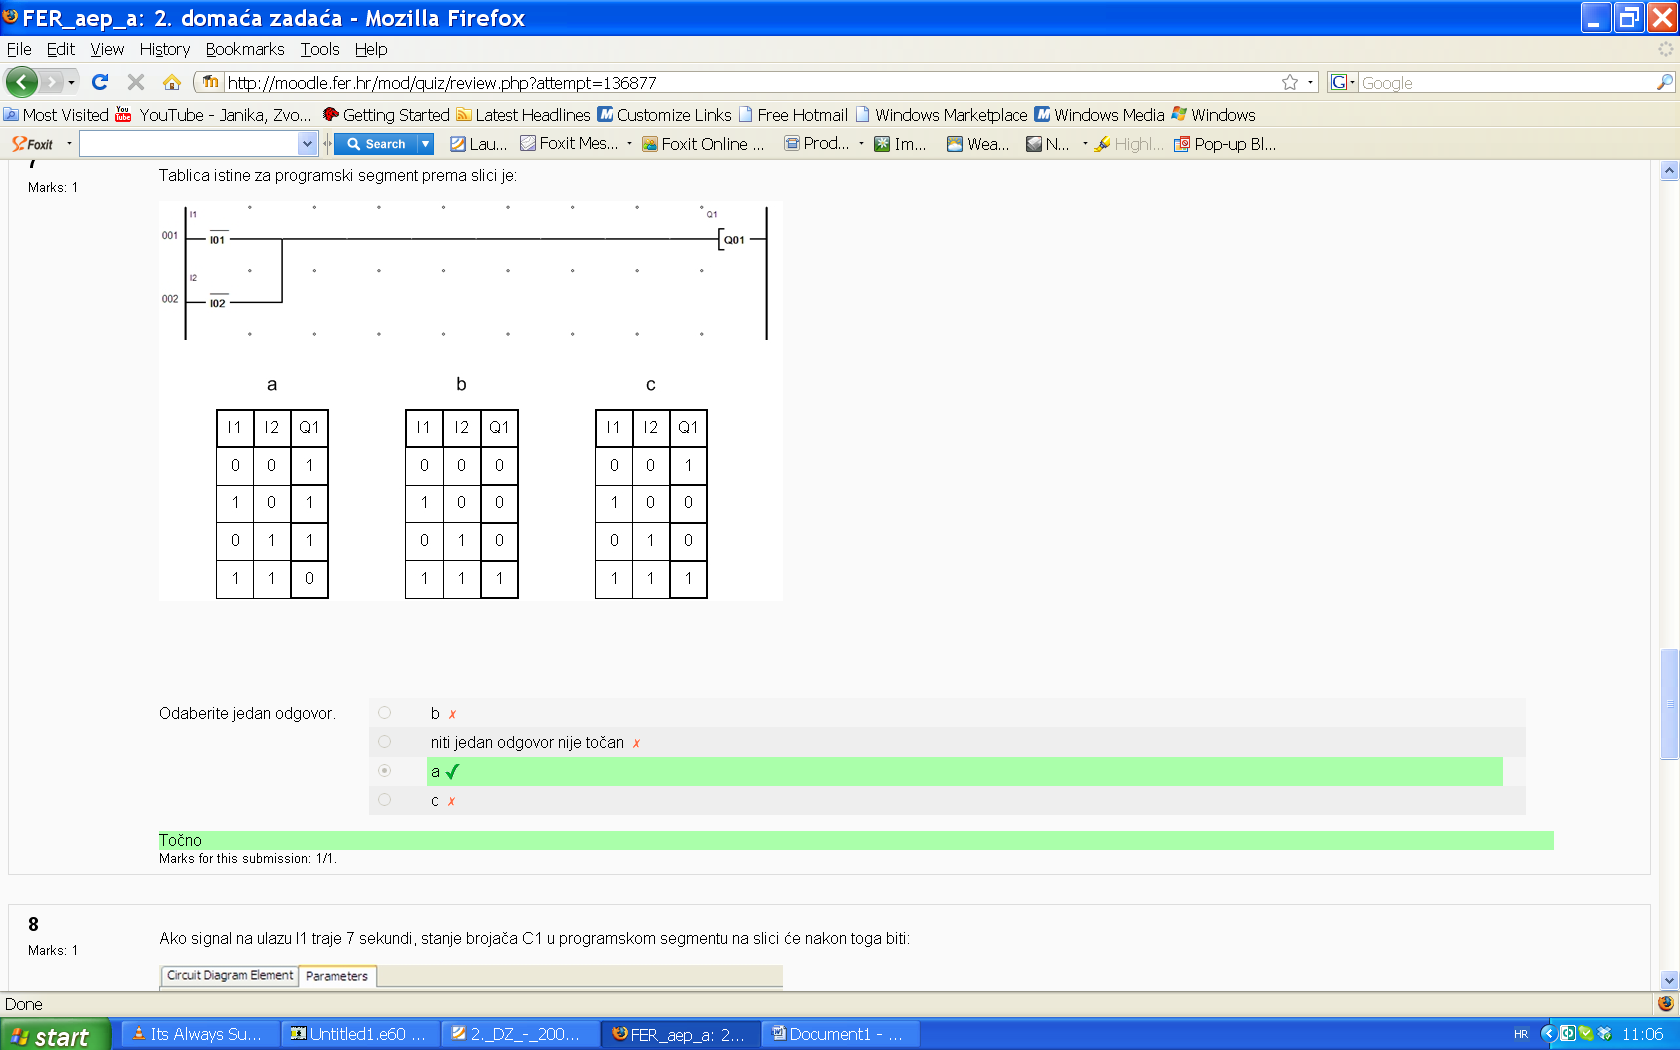 FER_aep_a: 2. domaća zadaća - Mozilla Firefox
File Edit View History Bookmarks Tools Help
http://moodle.fer.hr/mod/quiz/review.php?attempt=136877
Google
Most Visited YouTube - Janika, Zvo... Getting Started Latest Headlines Customize Links Free Hotmail Windows Marketplace Windows Media Windows
Foxit Search Lau... Foxit Mes... Foxit Online ... Prod... Im... Wea... N... Highl... Pop-up Bl...
7
Marks: 1
Tablica istine za programski segment prema slici je:
I1 Q1
001 I01 Q01
I2
002 I02
a b c
I1 I2 Q1 I1 I2 Q1 I1 I2 Q1
0 0 1 0 0 0 0 0 1
1 0 1 1 0 0 1 0 0
0 1 1 0 1 0 0 1 0
1 1 0 1 1 1 1 1 1
Odaberite jedan odgovor.
b
niti jedan odgovor nije točan
a
c
Točno
Marks for this submission: 1/1.
8
Marks: 1
Ako signal na ulazu I1 traje 7 sekundi, stanje brojača C1 u programskom segmentu na slici će nakon toga biti:
Circuit Diagram Element Parameters
Done
start Its Always Su... Untitled1.e60 2._DZ_-_200... FER_aep_a: 2... Document1 - ... HR 11:06